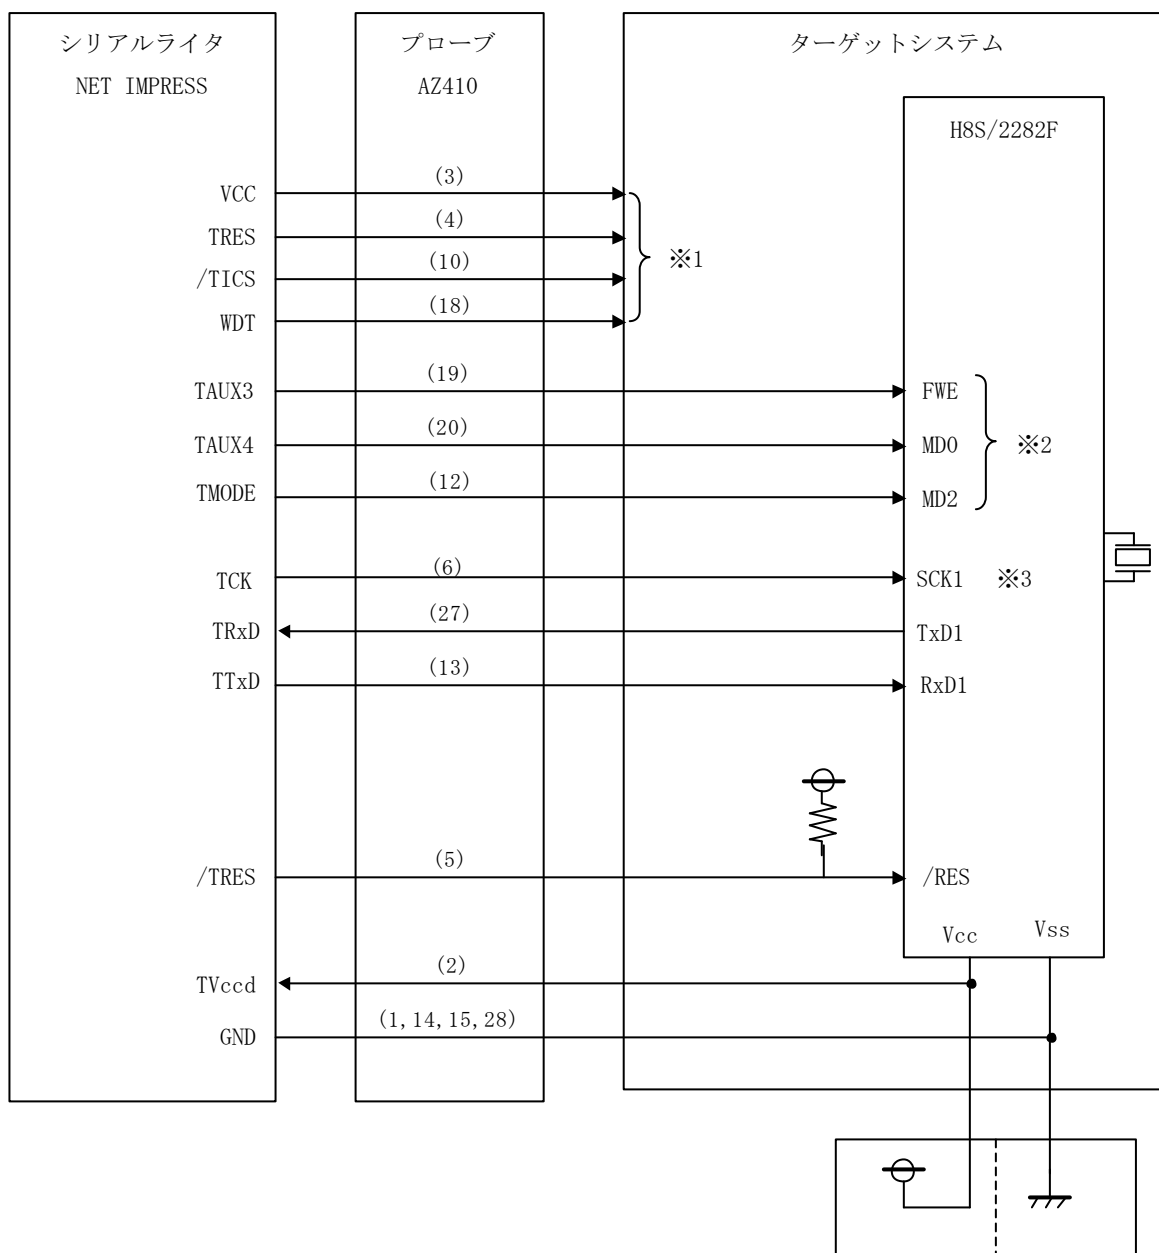 シリアルライタ
NET IMPRESS
プローブ
AZ410
ターゲットシステム
H8S/2282F
VCC
(3)
TRES
(4)
/TICS
(10)
WDT
(18)
※1
TAUX3
(19)
FWE
TAUX4
(20)
MD0
※2
TMODE
(12)
MD2
TCK
(6)
SCK1
※3
TRxD
(27)
TxD1
TTxD
(13)
RxD1
/TRES
(5)
/RES
Vcc
Vss
TVccd
(2)
GND
(1,14,15,28)